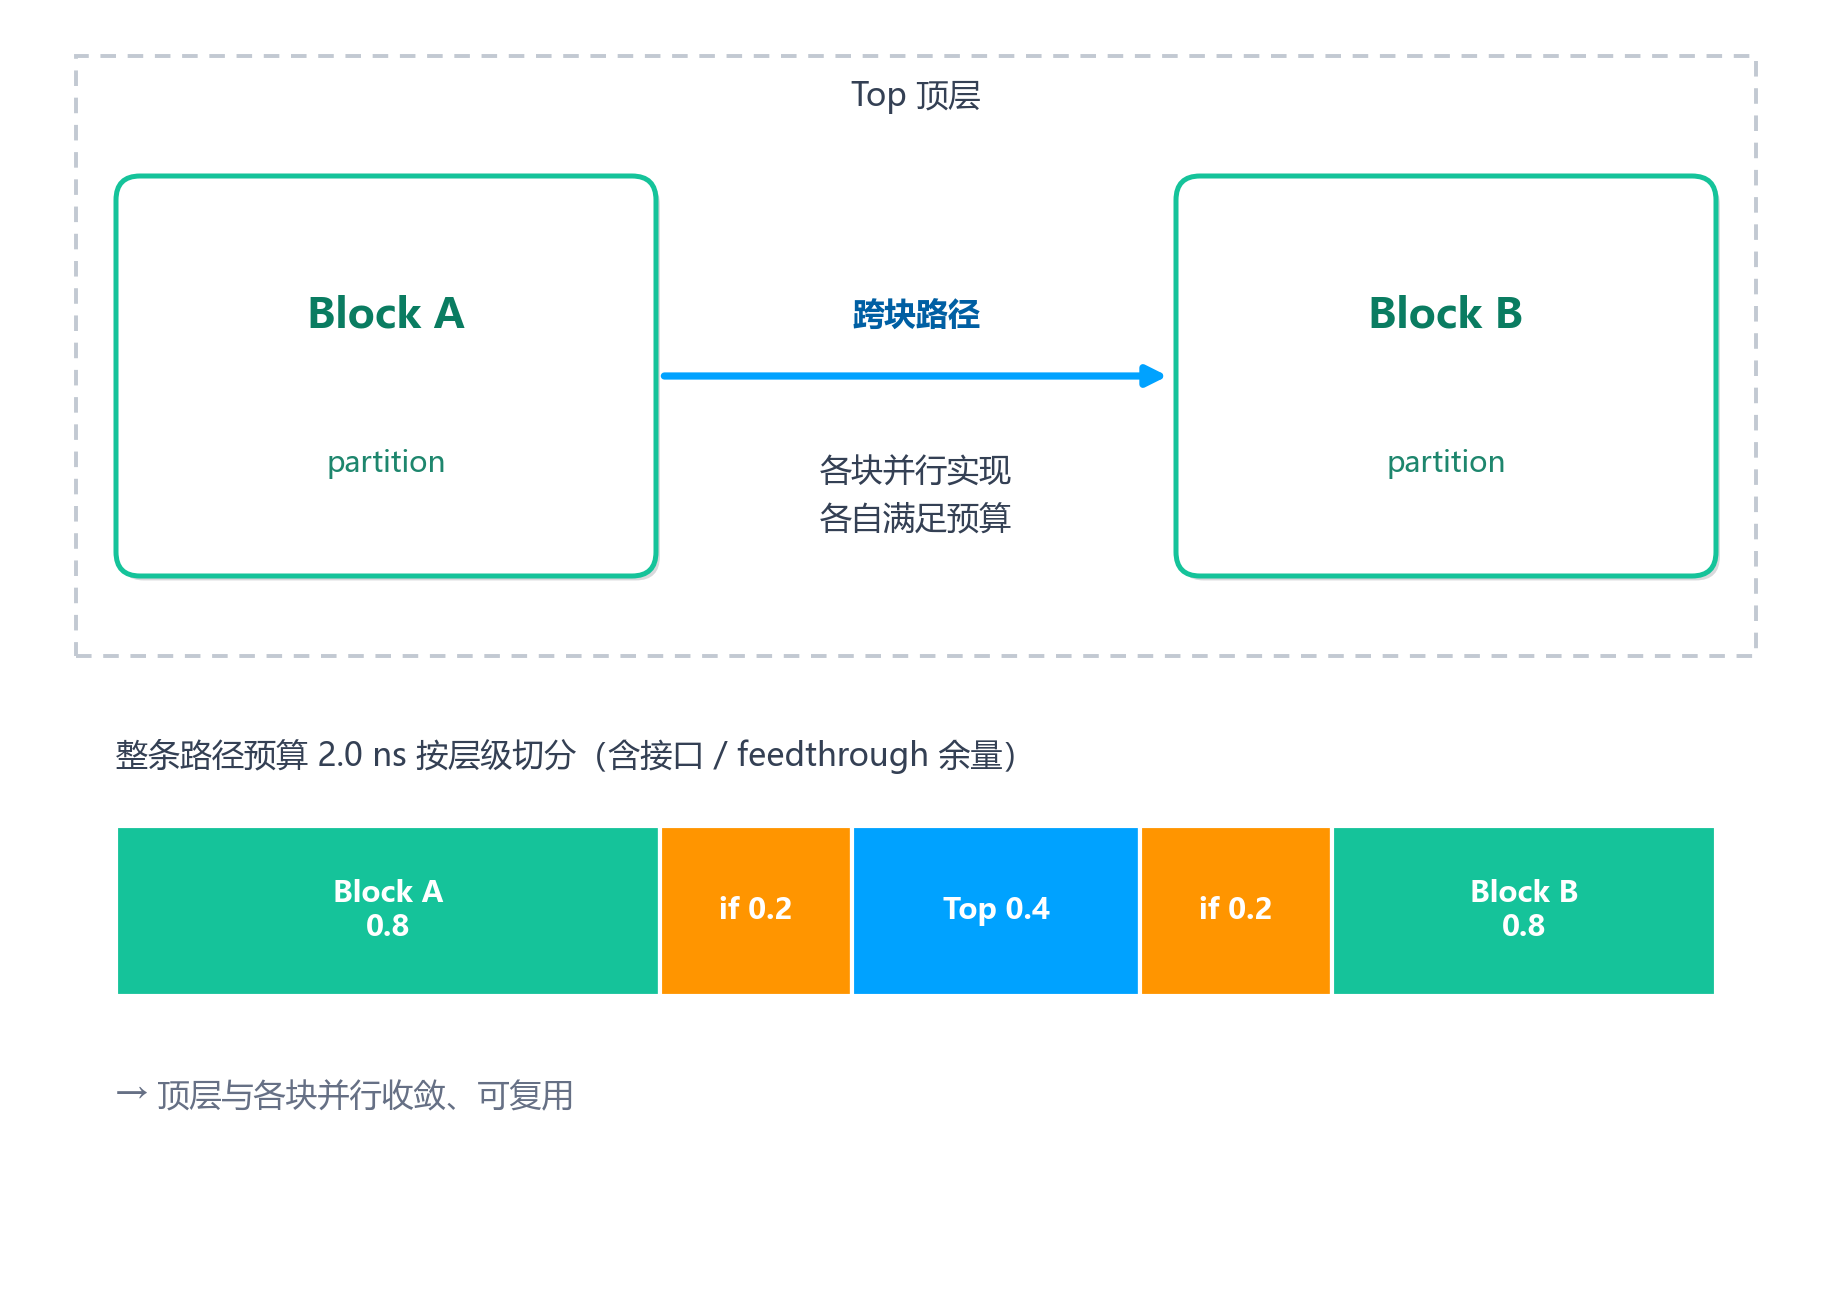 Top 顶层
Block A
跨块路径
Block B
partition
各块并行实现
各自满足预算
partition
整条路径预算 2.0 ns 按层级切分（含接口 / feedthrough 余量）
Block A
0.8
if 0.2
Top 0.4
if 0.2
Block B
0.8
→ 顶层与各块并行收敛、可复用